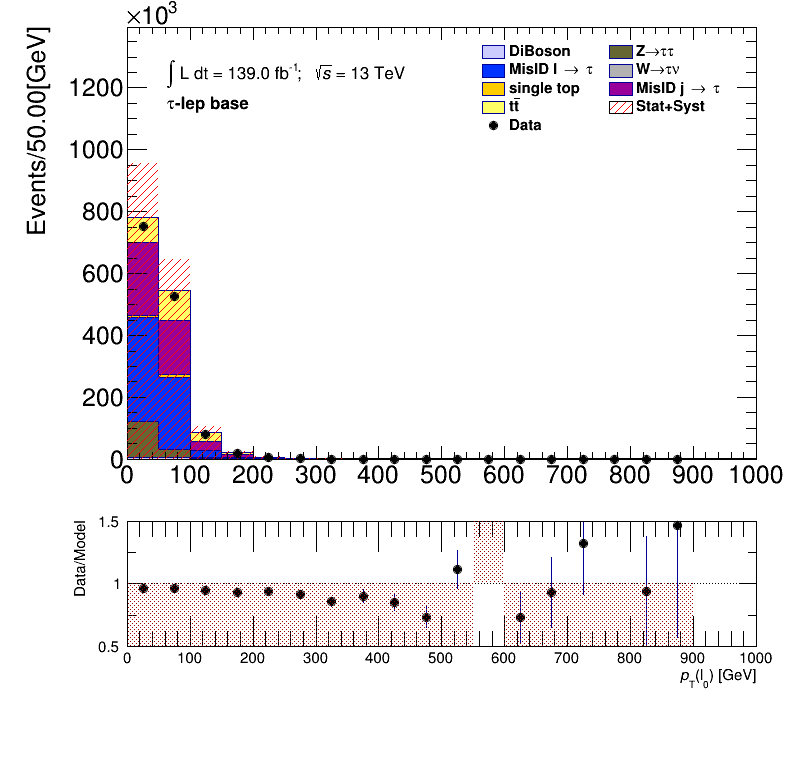 ×10³
Events/50.00[GeV]
∫ L dt = 139.0 fb⁻¹; √s = 13 TeV
τ-lep base
DiBoson
MisID l → τ
single top
tt̄
Data
Z→ττ
W→τν
MisID j → τ
Stat+Syst
1200
1000
800
600
400
200
0
0 100 200 300 400 500 600 700 800 900 1000
Data/Model
1.5
1
0.5
0 100 200 300 400 500 600 700 800 900 1000
p_T(l_0) [GeV]